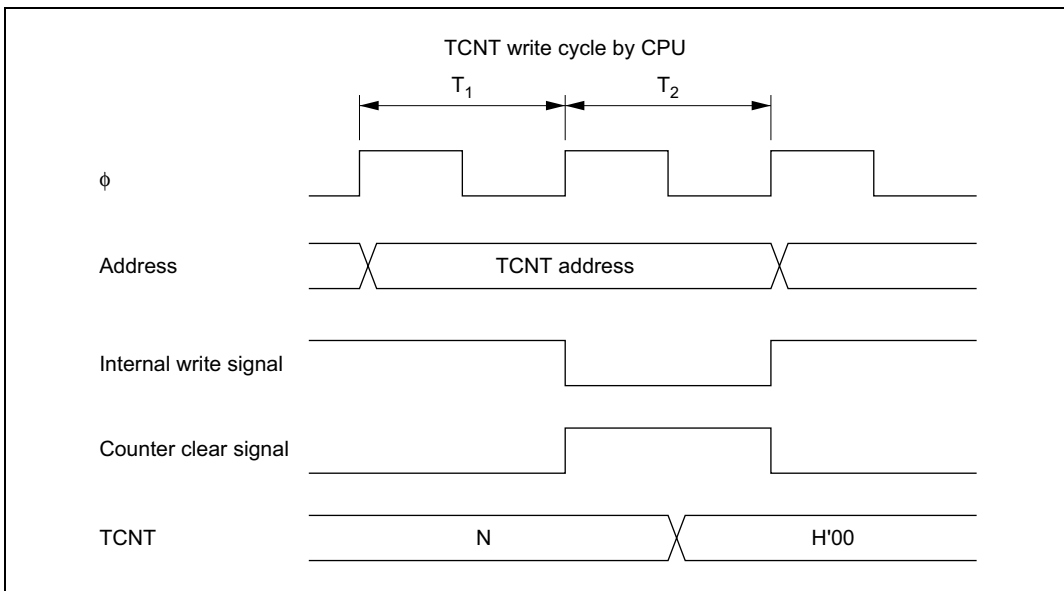 TCNT write cycle by CPU
T1 T2
ϕ
Address TCNT address
Internal write signal
Counter clear signal
TCNT N H'00